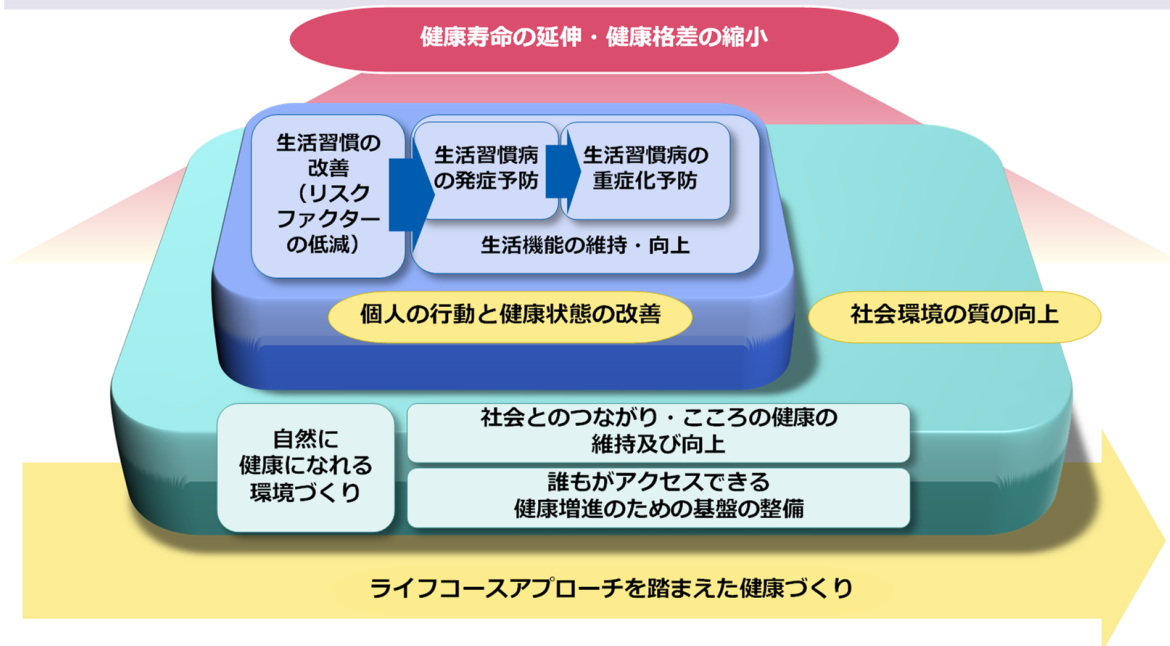 健康寿命の延伸・健康格差の縮小
生活習慣の
改善
（リスク
ファクター
の低減）
生活習慣病
の発症予防
生活習慣病の
重症化予防
生活機能の維持・向上
個人の行動と健康状態の改善
社会環境の質の向上
自然に
健康になれる
環境づくり
社会とのつながり・こころの健康の
維持及び向上
誰もがアクセスできる
健康増進のための基盤の整備
ライフコースアプローチを踏まえた健康づくり